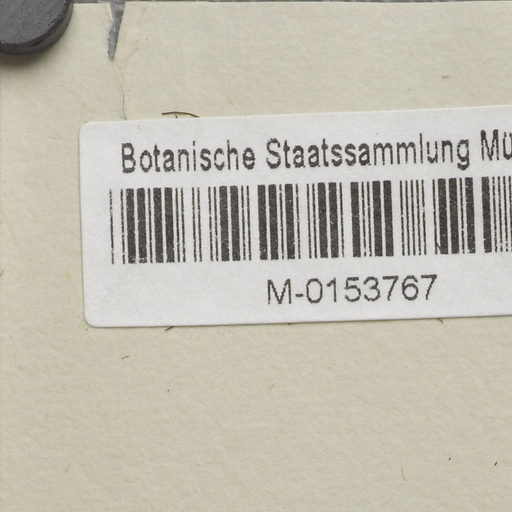 Botanische Staatssammlung Mü
M-0153767